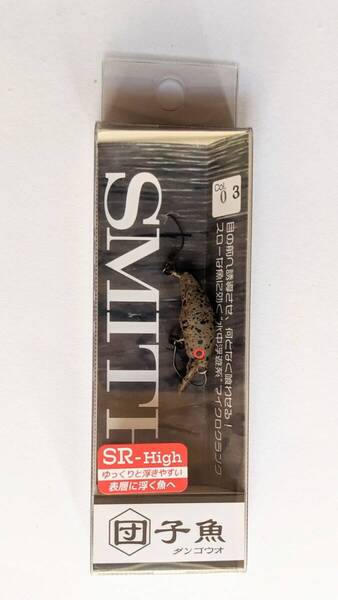 COL.
03
SMITH
目の前へ誘導させ、何となく喰わせる！
スローな魚に効く"水中浮遊系"マイクロクランク
SR-High
ゆっくりと浮きやすい
表層に浮く魚へ
団子魚
ダンゴウオ